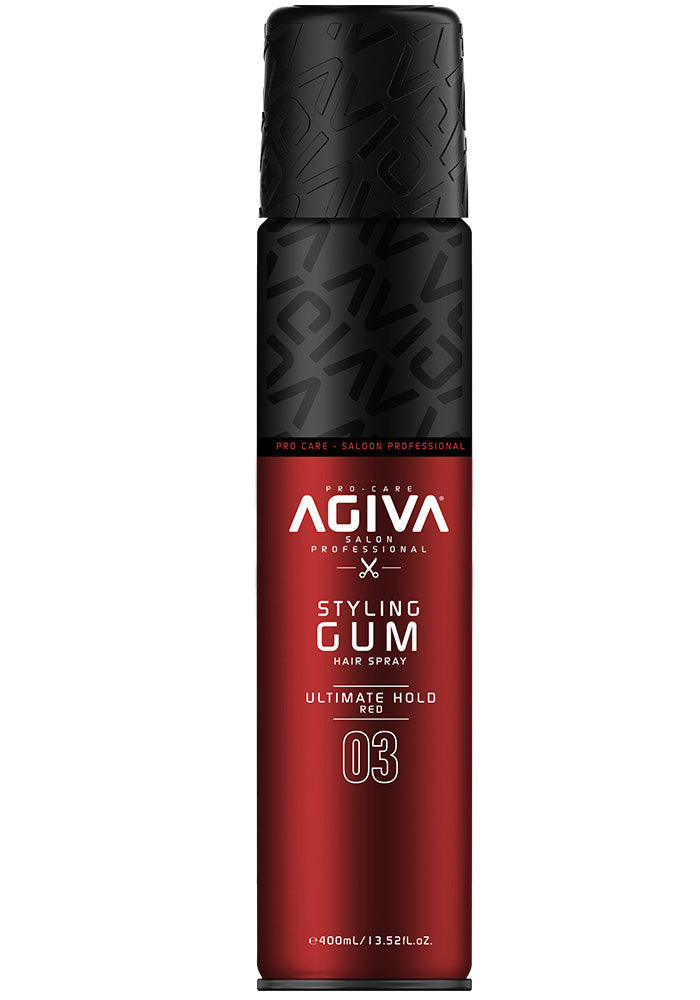 PRO CARE - SALOON PROFESSIONAL
PRO-CARE
AGIVA®
SALON
PROFESSIONAL
STYLING
GUM
HAIR SPRAY
ULTIMATE HOLD
RED
03
℮400mL/13.52fL.oZ.